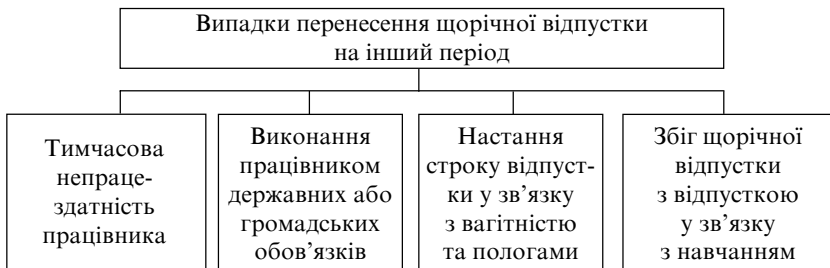 Випадки перенесення щорічної відпустки
на інший період
Тимчасова
непраце-
здатність
працівника
Виконання
працівником
державних або
громадських
обов’язків
Настання
строку відпуст-
ки у зв’язку
з вагітністю
та пологами
Збіг щорічної
відпустки
з відпусткою
у зв’язку
з навчанням